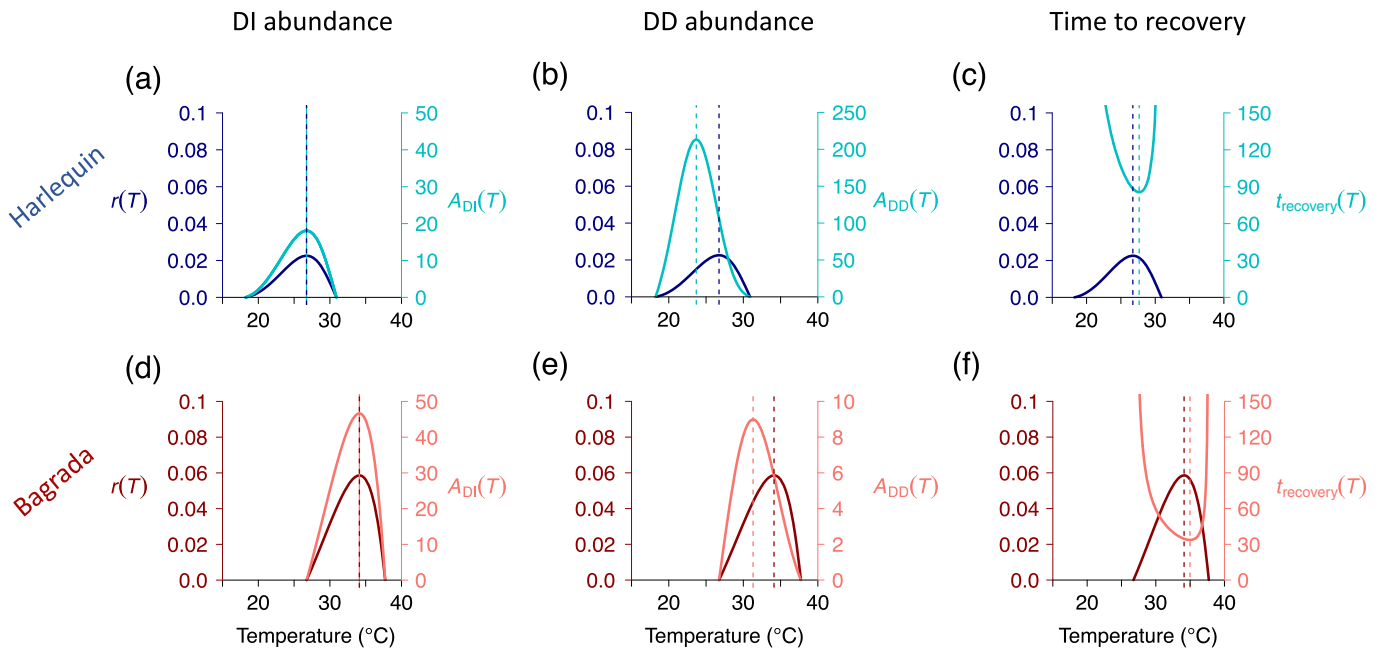 DI abundance
DD abundance
Time to recovery
Harlequin
(a)
0.1
0.08
0.06
0.04
0.02
0.0
r(T)
50
40
30
20
10
0
A_DI(T)
20 30 40
(b)
0.1
0.08
0.06
0.04
0.02
0.0
250
200
150
100
50
0
A_DD(T)
20 30 40
(c)
0.1
0.08
0.06
0.04
0.02
0.0
150
120
90
60
30
0
t_recovery(T)
20 30 40
Bagrada
(d)
0.1
0.08
0.06
0.04
0.02
0.0
r(T)
50
40
30
20
10
0
A_DI(T)
20 30 40
Temperature (°C)
(e)
0.1
0.08
0.06
0.04
0.02
0.0
10
8
6
4
2
0
A_DD(T)
20 30 40
Temperature (°C)
(f)
0.1
0.08
0.06
0.04
0.02
0.0
150
120
90
60
30
0
t_recovery(T)
20 30 40
Temperature (°C)